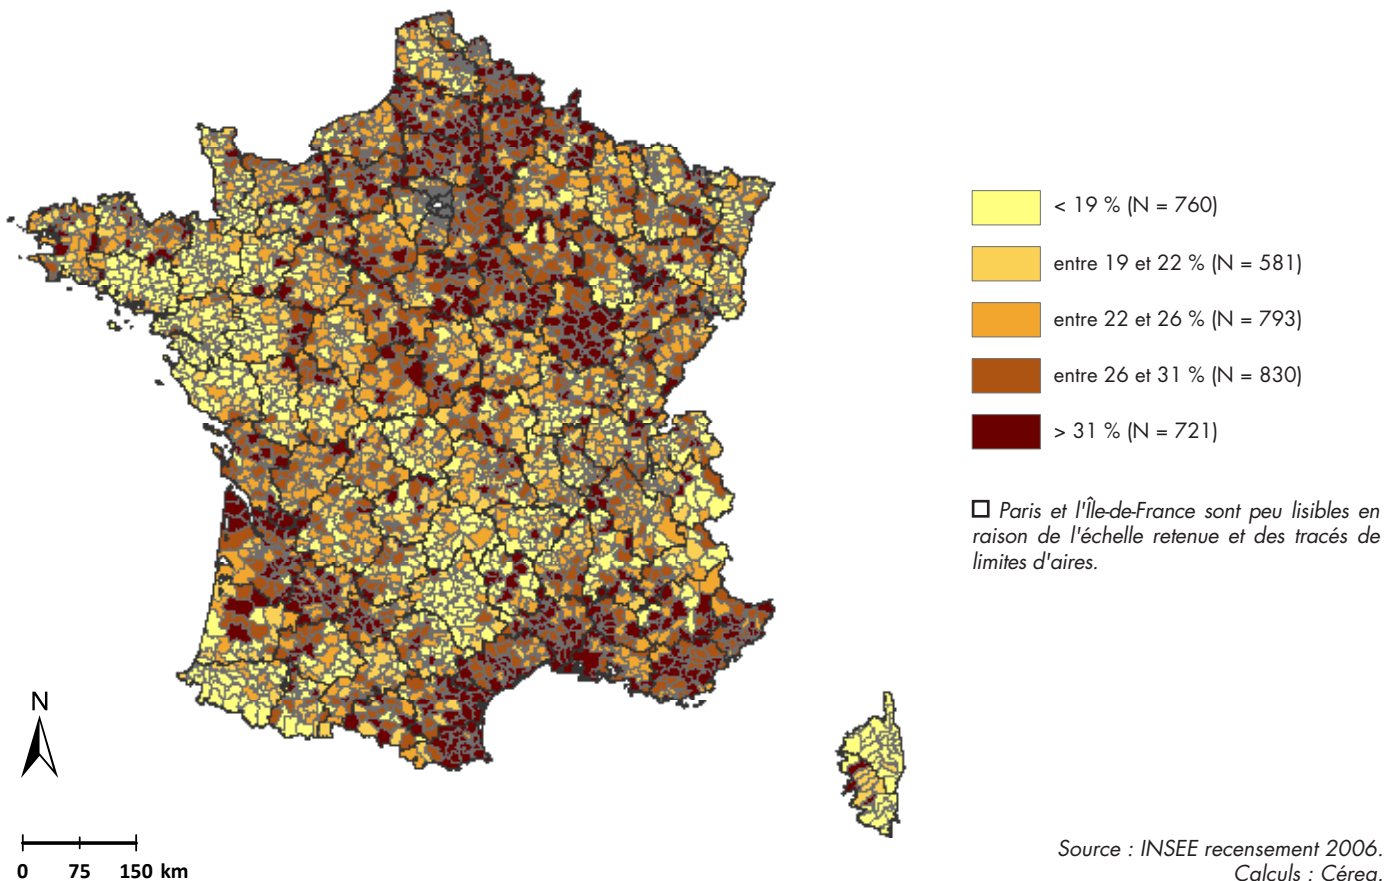 < 19 % (N = 760)
entre 19 et 22 % (N = 581)
entre 22 et 26 % (N = 793)
entre 26 et 31 % (N = 830)
> 31 % (N = 721)
Paris et l'Île-de-France sont peu lisibles en
raison de l'échelle retenue et des tracés de
limites d'aires.
N
0 75 150 km
Source : INSEE recensement 2006.
Calculs : Céreq.